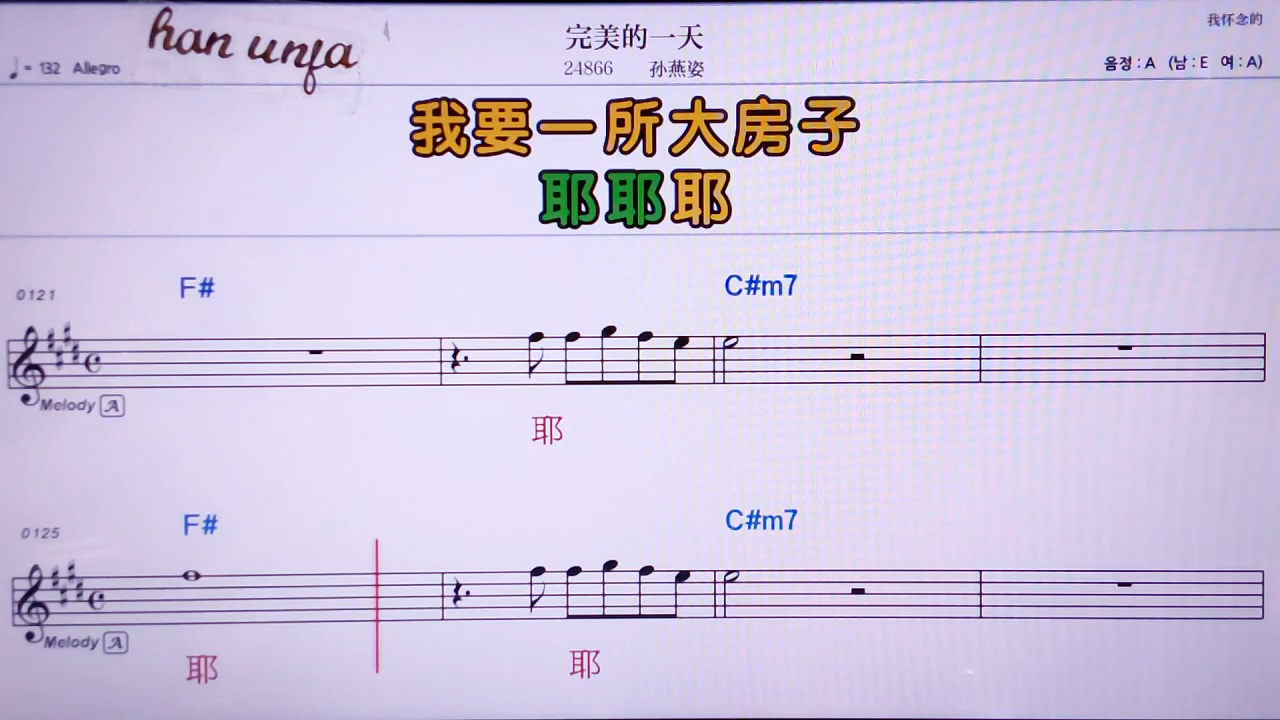 han unfa
完美的一天
我怀念的
♩= 132 Allegro
24866 孙燕姿
음정 : A (남 : E 여 : A)
我要一所大房子
耶耶耶
0121 F# C#m7
Melody A
耶
0125 F# C#m7
Melody A
耶 耶